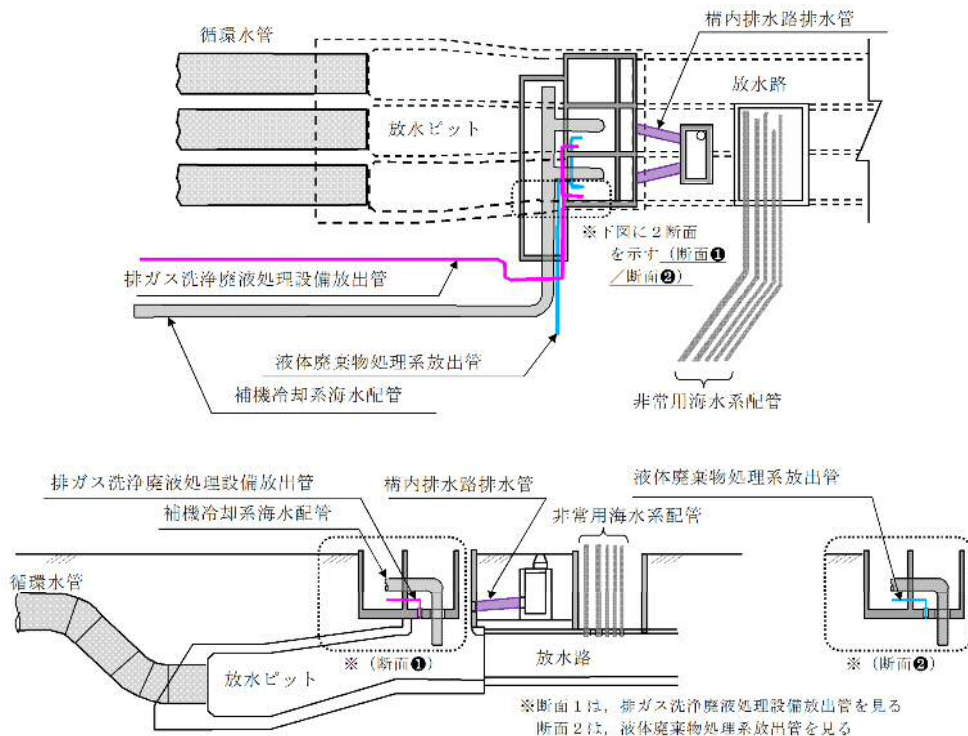 構内排水路排水管
循環水管
放水路
放水ピット
※下図に2断面
を示す(断面❶
/断面❷)
排ガス洗浄廃液処理設備放出管
液体廃棄物処理系放出管
補機冷却系海水配管
非常用海水系配管
排ガス洗浄廃液処理設備放出管
構内排水路排水管
液体廃棄物処理系放出管
補機冷却系海水配管
非常用海水系配管
循環水管
※(断面❶)
放水路
※(断面❷)
放水ピット
※断面1は,排ガス洗浄廃液処理設備放出管を見る
断面2は,液体廃棄物処理系放出管を見る